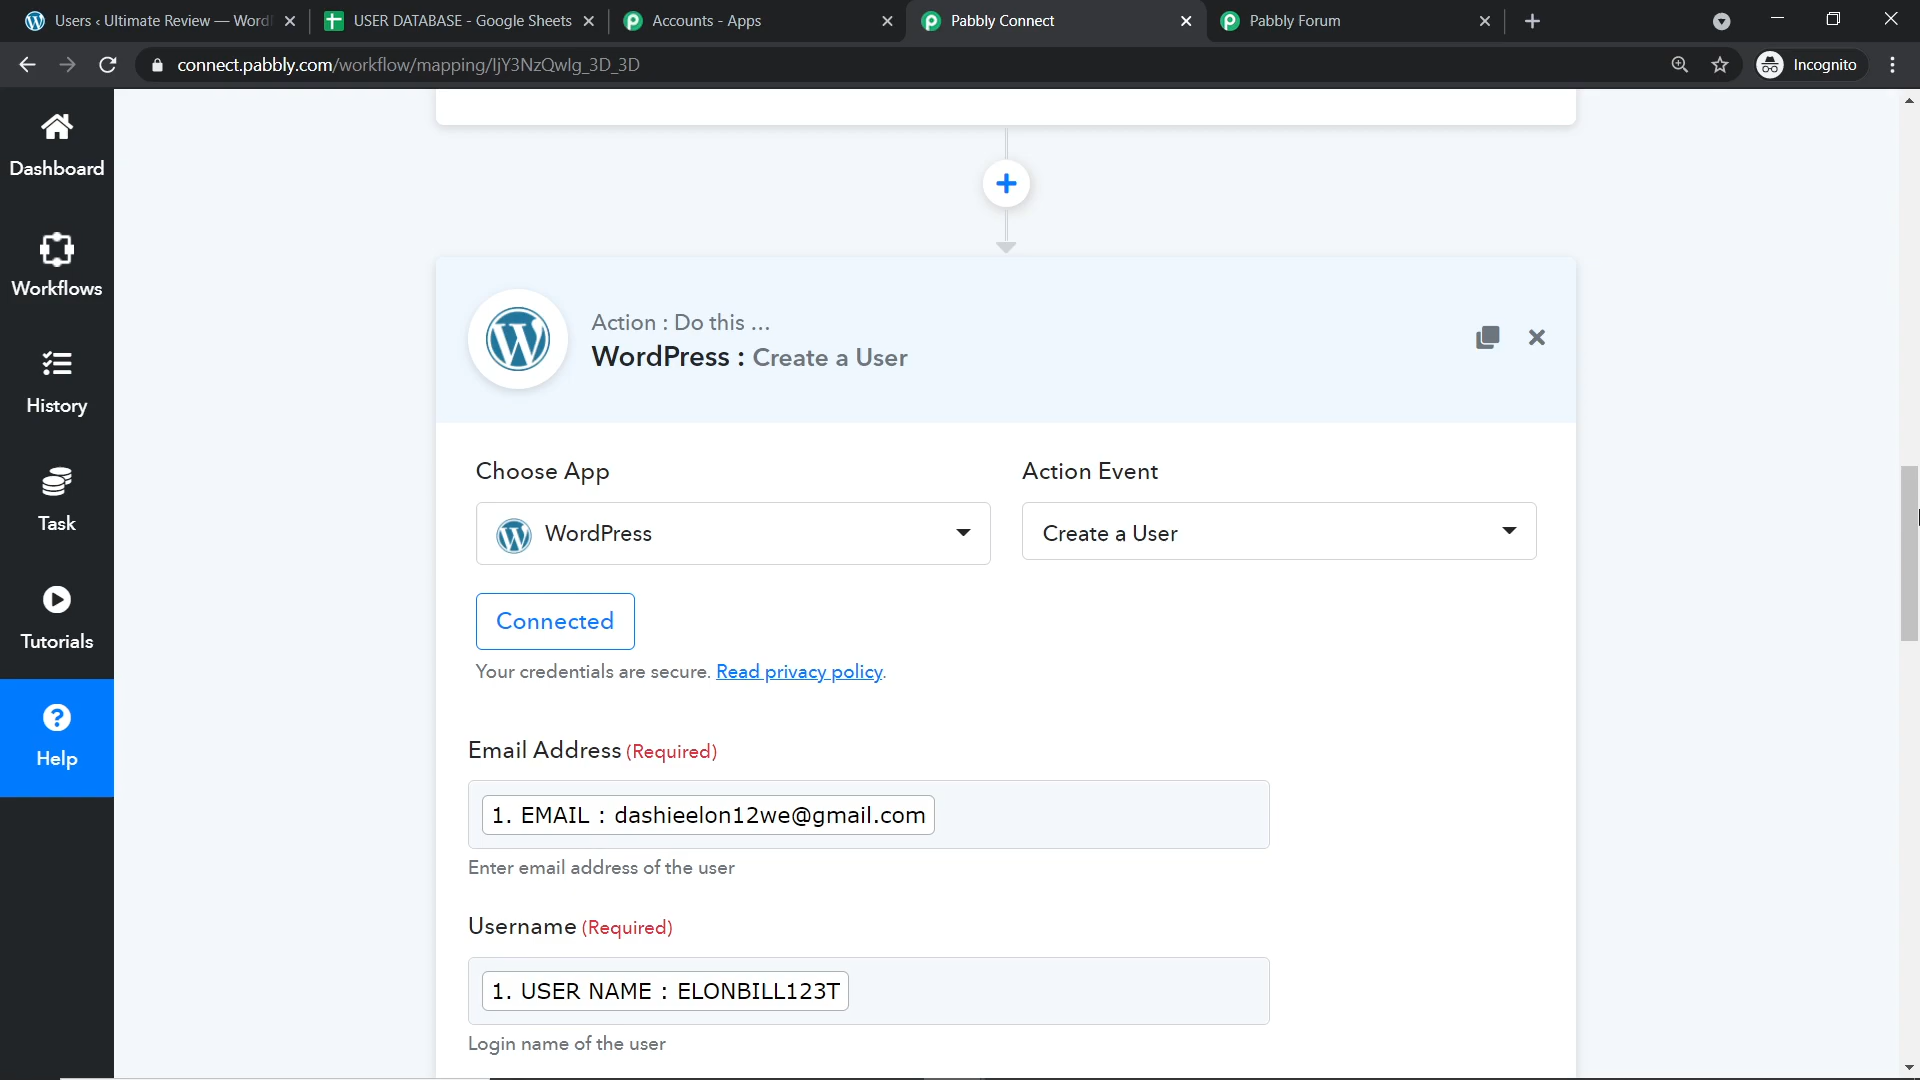 Users ‹ Ultimate Review — Word
USER DATABASE - Google Sheets
Accounts - Apps
Pabbly Connect
Pabbly Forum
connect.pabbly.com/workflow/mapping/IjY3NzQwIg_3D_3D
Incognito
Dashboard
Workflows
History
Task
Tutorials
Help
Action : Do this ...
WordPress : Create a User
Choose App
Action Event
WordPress
Create a User
Connected
Your credentials are secure. Read privacy policy.
Email Address (Required)
1. EMAIL : dashieelon12we@gmail.com
Enter email address of the user
Username (Required)
1. USER NAME : ELONBILL123T
Login name of the user